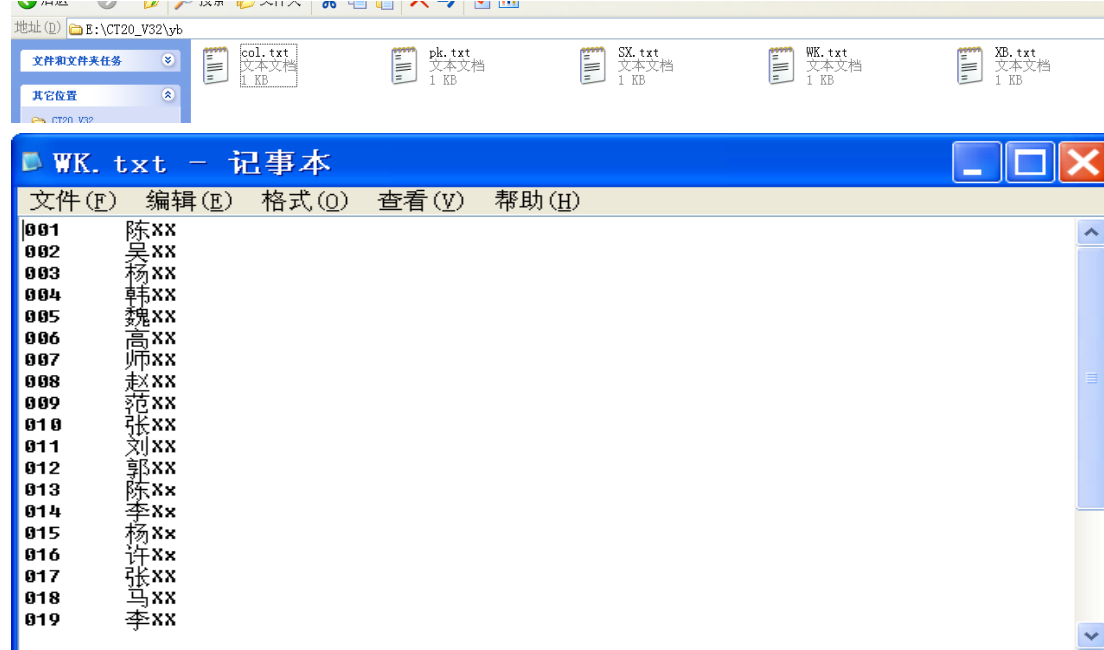 地址(D) E:\CT20_V32\yb
文件和文件夹任务
其它位置
CT20_V32
col.txt
文本文档
1 KB
pk.txt
文本文档
1 KB
SX.txt
文本文档
1 KB
WK.txt
文本文档
1 KB
XB.txt
文本文档
1 KB
WK.txt - 记事本
文件(F) 编辑(E) 格式(O) 查看(V) 帮助(H)
001 陈XX
002 吴XX
003 杨XX
004 韩XX
005 魏XX
006 高XX
007 师XX
008 赵XX
009 范XX
010 张XX
011 刘XX
012 郭XX
013 陈Xx
014 李Xx
015 杨Xx
016 许Xx
017 张XX
018 马XX
019 李XX